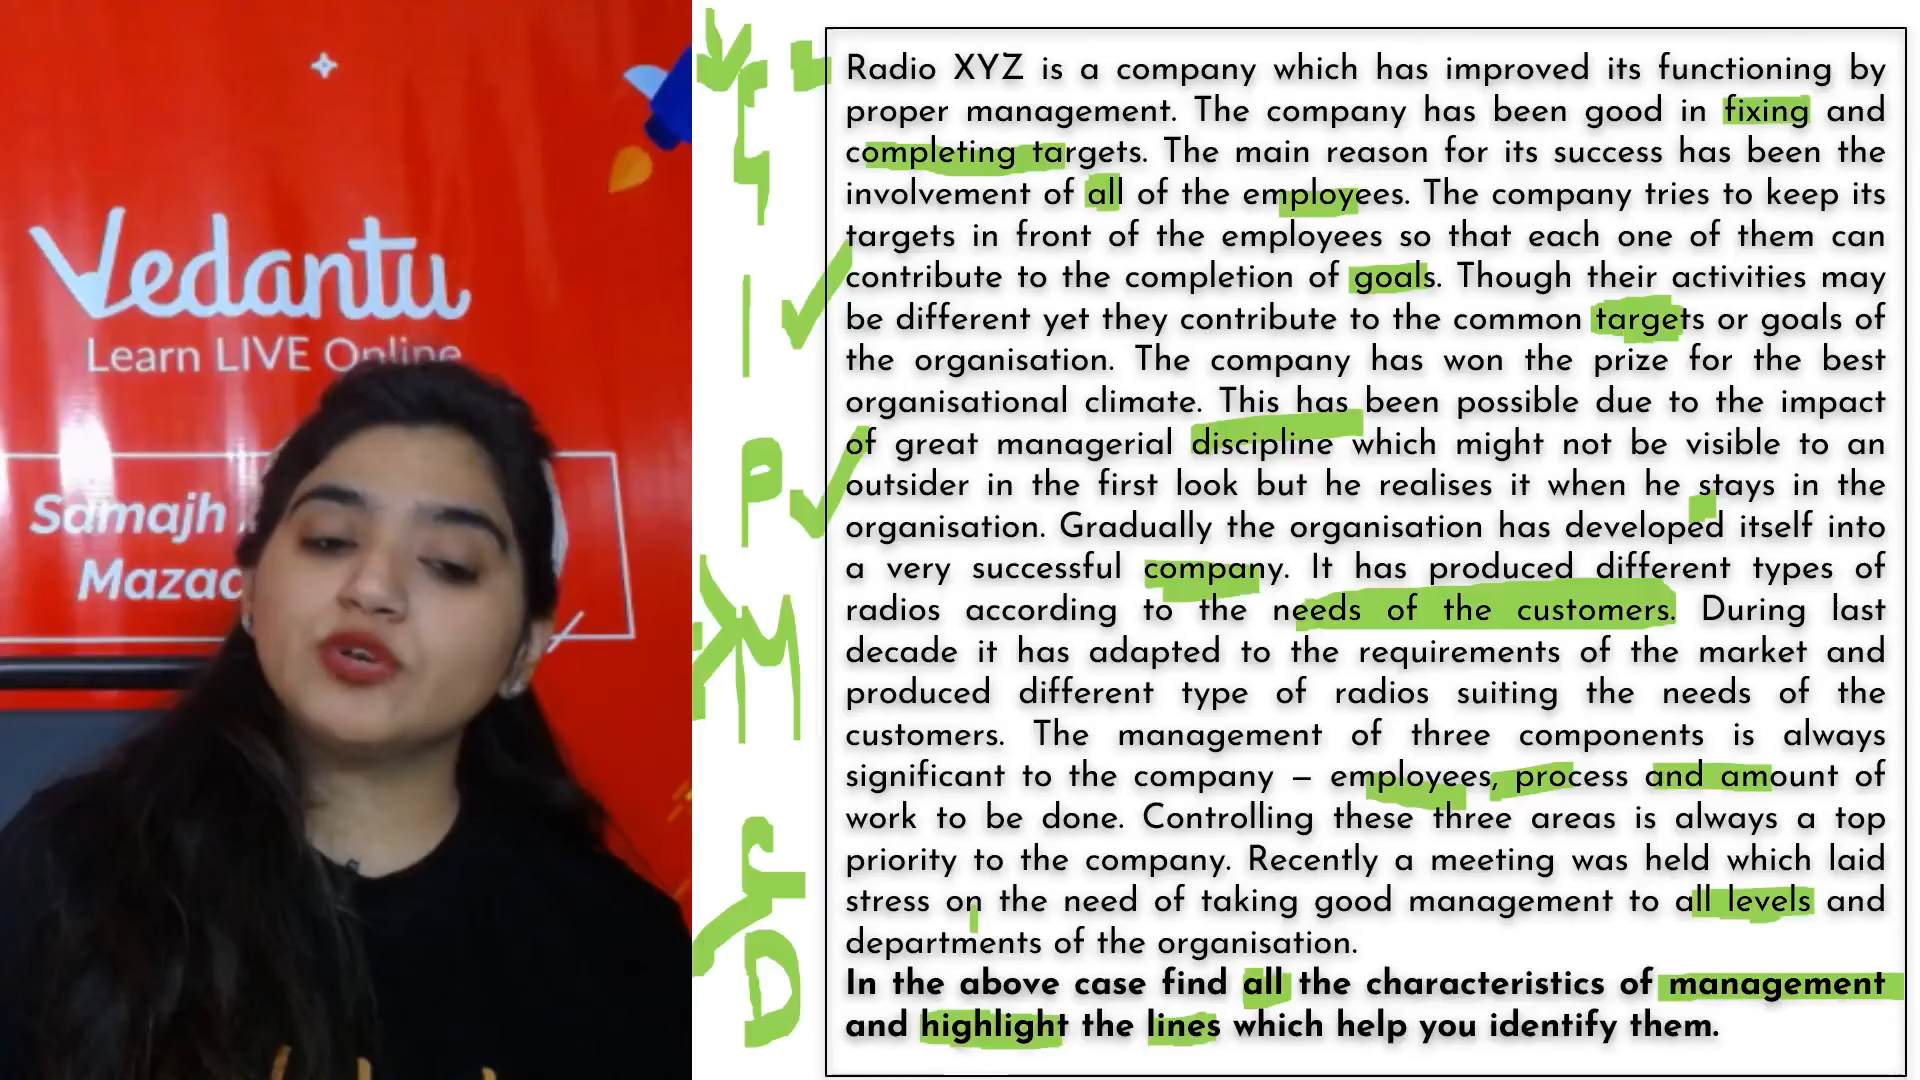 Vedantu
Learn LIVE Online
Samajh
Mazac
Radio XYZ is a company which has improved its functioning by
proper management. The company has been good in fixing and
completing targets. The main reason for its success has been the
involvement of all of the employees. The company tries to keep its
targets in front of the employees so that each one of them can
contribute to the completion of goals. Though their activities may
be different yet they contribute to the common targets or goals of
the organisation. The company has won the prize for the best
organisational climate. This has been possible due to the impact
of great managerial discipline which might not be visible to an
outsider in the first look but he realises it when he stays in the
organisation. Gradually the organisation has developed itself into
a very successful company. It has produced different types of
radios according to the needs of the customers. During last
decade it has adapted to the requirements of the market and
produced different type of radios suiting the needs of the
customers. The management of three components is always
significant to the company – employees, process and amount of
work to be done. Controlling these three areas is always a top
priority to the company. Recently a meeting was held which laid
stress on the need of taking good management to all levels and
departments of the organisation.
In the above case find all the characteristics of management
and highlight the lines which help you identify them.